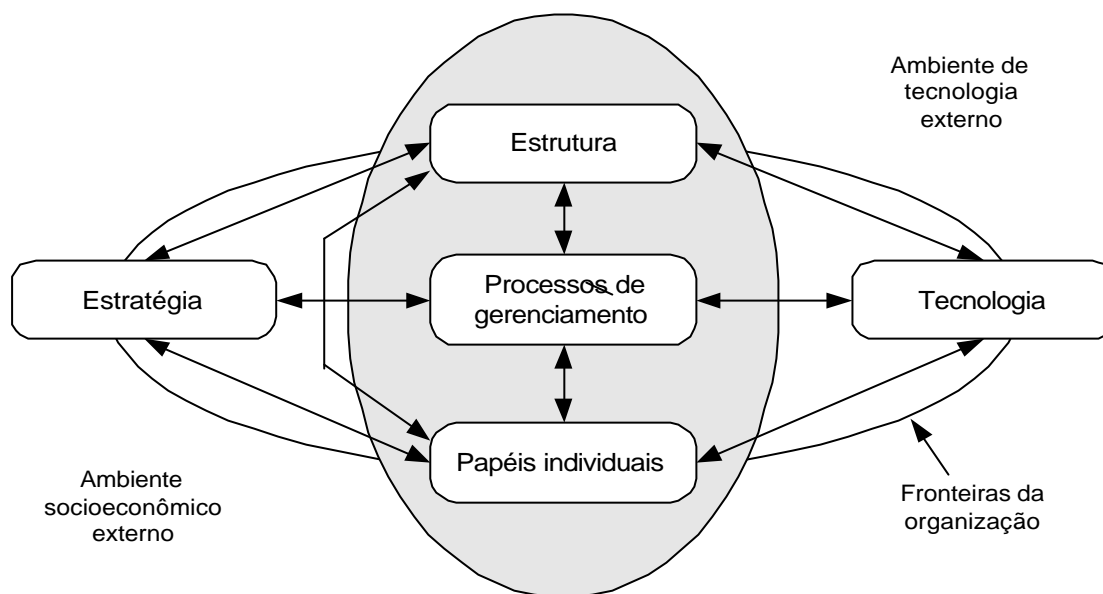 Ambiente de
tecnologia
externo
Estrutura
Estratégia
Processos de
gerenciamento
Tecnologia
Papéis individuais
Ambiente
socioeconômico
externo
Fronteiras da
organização